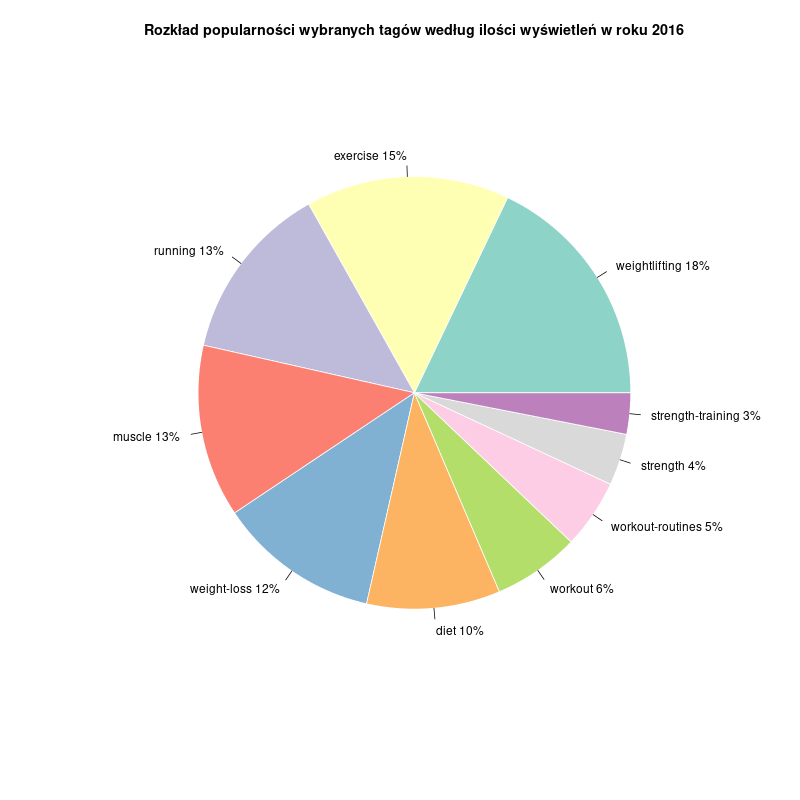 Rozkład popularności wybranych tagów według ilości wyświetleń w roku 2016
exercise 15%
running 13%
weightlifting 18%
strength-training 3%
muscle 13%
strength 4%
workout-routines 5%
weight-loss 12%
workout 6%
diet 10%